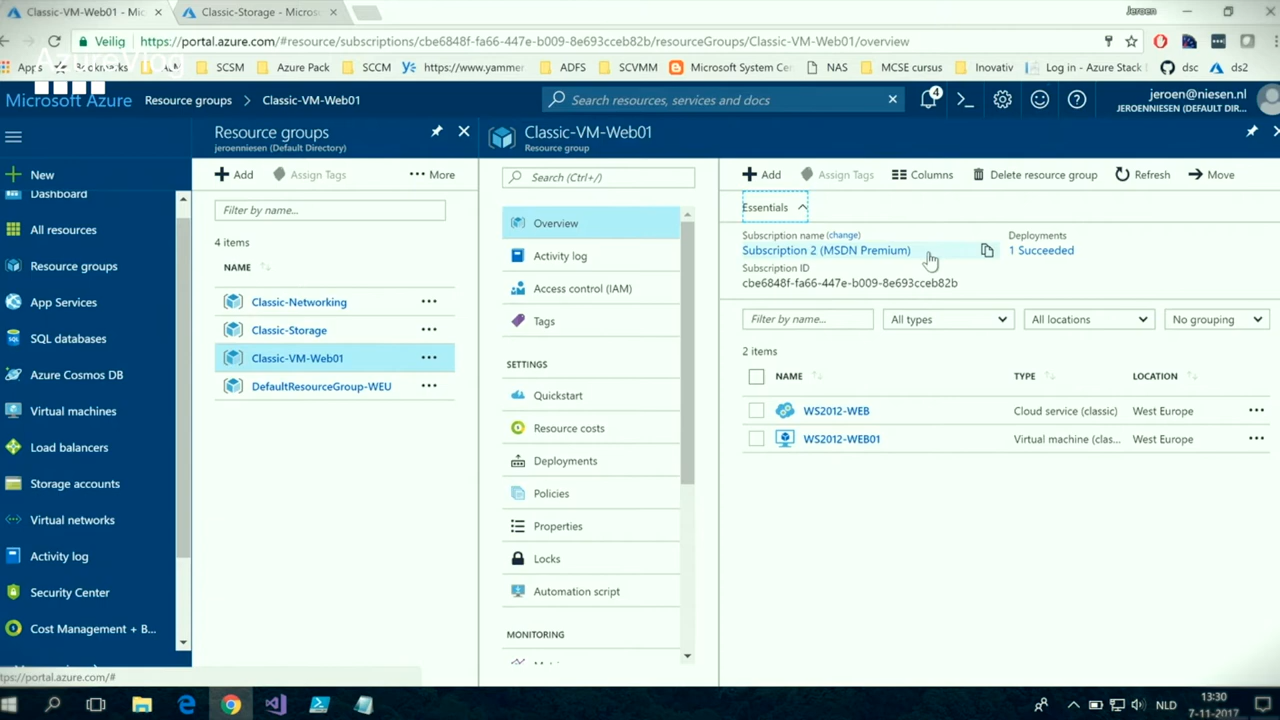 Classic-VM-Web01 - Mic
Classic-Storage - Micros
Jeroen
Veilig
https://portal.azure.com/#resource/subscriptions/cbe6848f-fa66-447e-b009-8e693cceb82b/resourceGroups/Classic-VM-Web01/overview
AzureVlog
Apps
Bookmarks
AM
SCSM
Azure Pack
SCCM
https://www.yammer
ADFS
SCVMM
Microsoft System Ce
NAS
MCSE cursus
Inovativ
Log in - Azure Stack
dsc
ds2
Microsoft Azure
Resource groups > Classic-VM-Web01
Search resources, services and docs
4
jeroen@niesen.nl
JEROENNIESEN (DEFAULT DIR...
New
Dashboard
All resources
Resource groups
App Services
SQL databases
Azure Cosmos DB
Virtual machines
Load balancers
Storage accounts
Virtual networks
Activity log
Security Center
Cost Management + B...
Resource groups
jeroenniesen (Default Directory)
Add
Assign Tags
More
Filter by name...
4 items
NAME
Classic-Networking
Classic-Storage
Classic-VM-Web01
DefaultResourceGroup-WEU
Classic-VM-Web01
Resource group
Search (Ctrl+/)
Overview
Activity log
Access control (IAM)
Tags
SETTINGS
Quickstart
Resource costs
Deployments
Policies
Properties
Locks
Automation script
MONITORING
Add
Assign Tags
Columns
Delete resource group
Refresh
Move
Essentials
Subscription name (change)
Subscription 2 (MSDN Premium)
Deployments
1 Succeeded
Subscription ID
cbe6848f-fa66-447e-b009-8e693cceb82b
Filter by name...
All types
All locations
No grouping
2 items
NAME
TYPE
LOCATION
WS2012-WEB
Cloud service (classic)
West Europe
WS2012-WEB01
Virtual machine (clas...
West Europe
ttps://portal.azure.com/#
NLD
13:30
7-11-2017